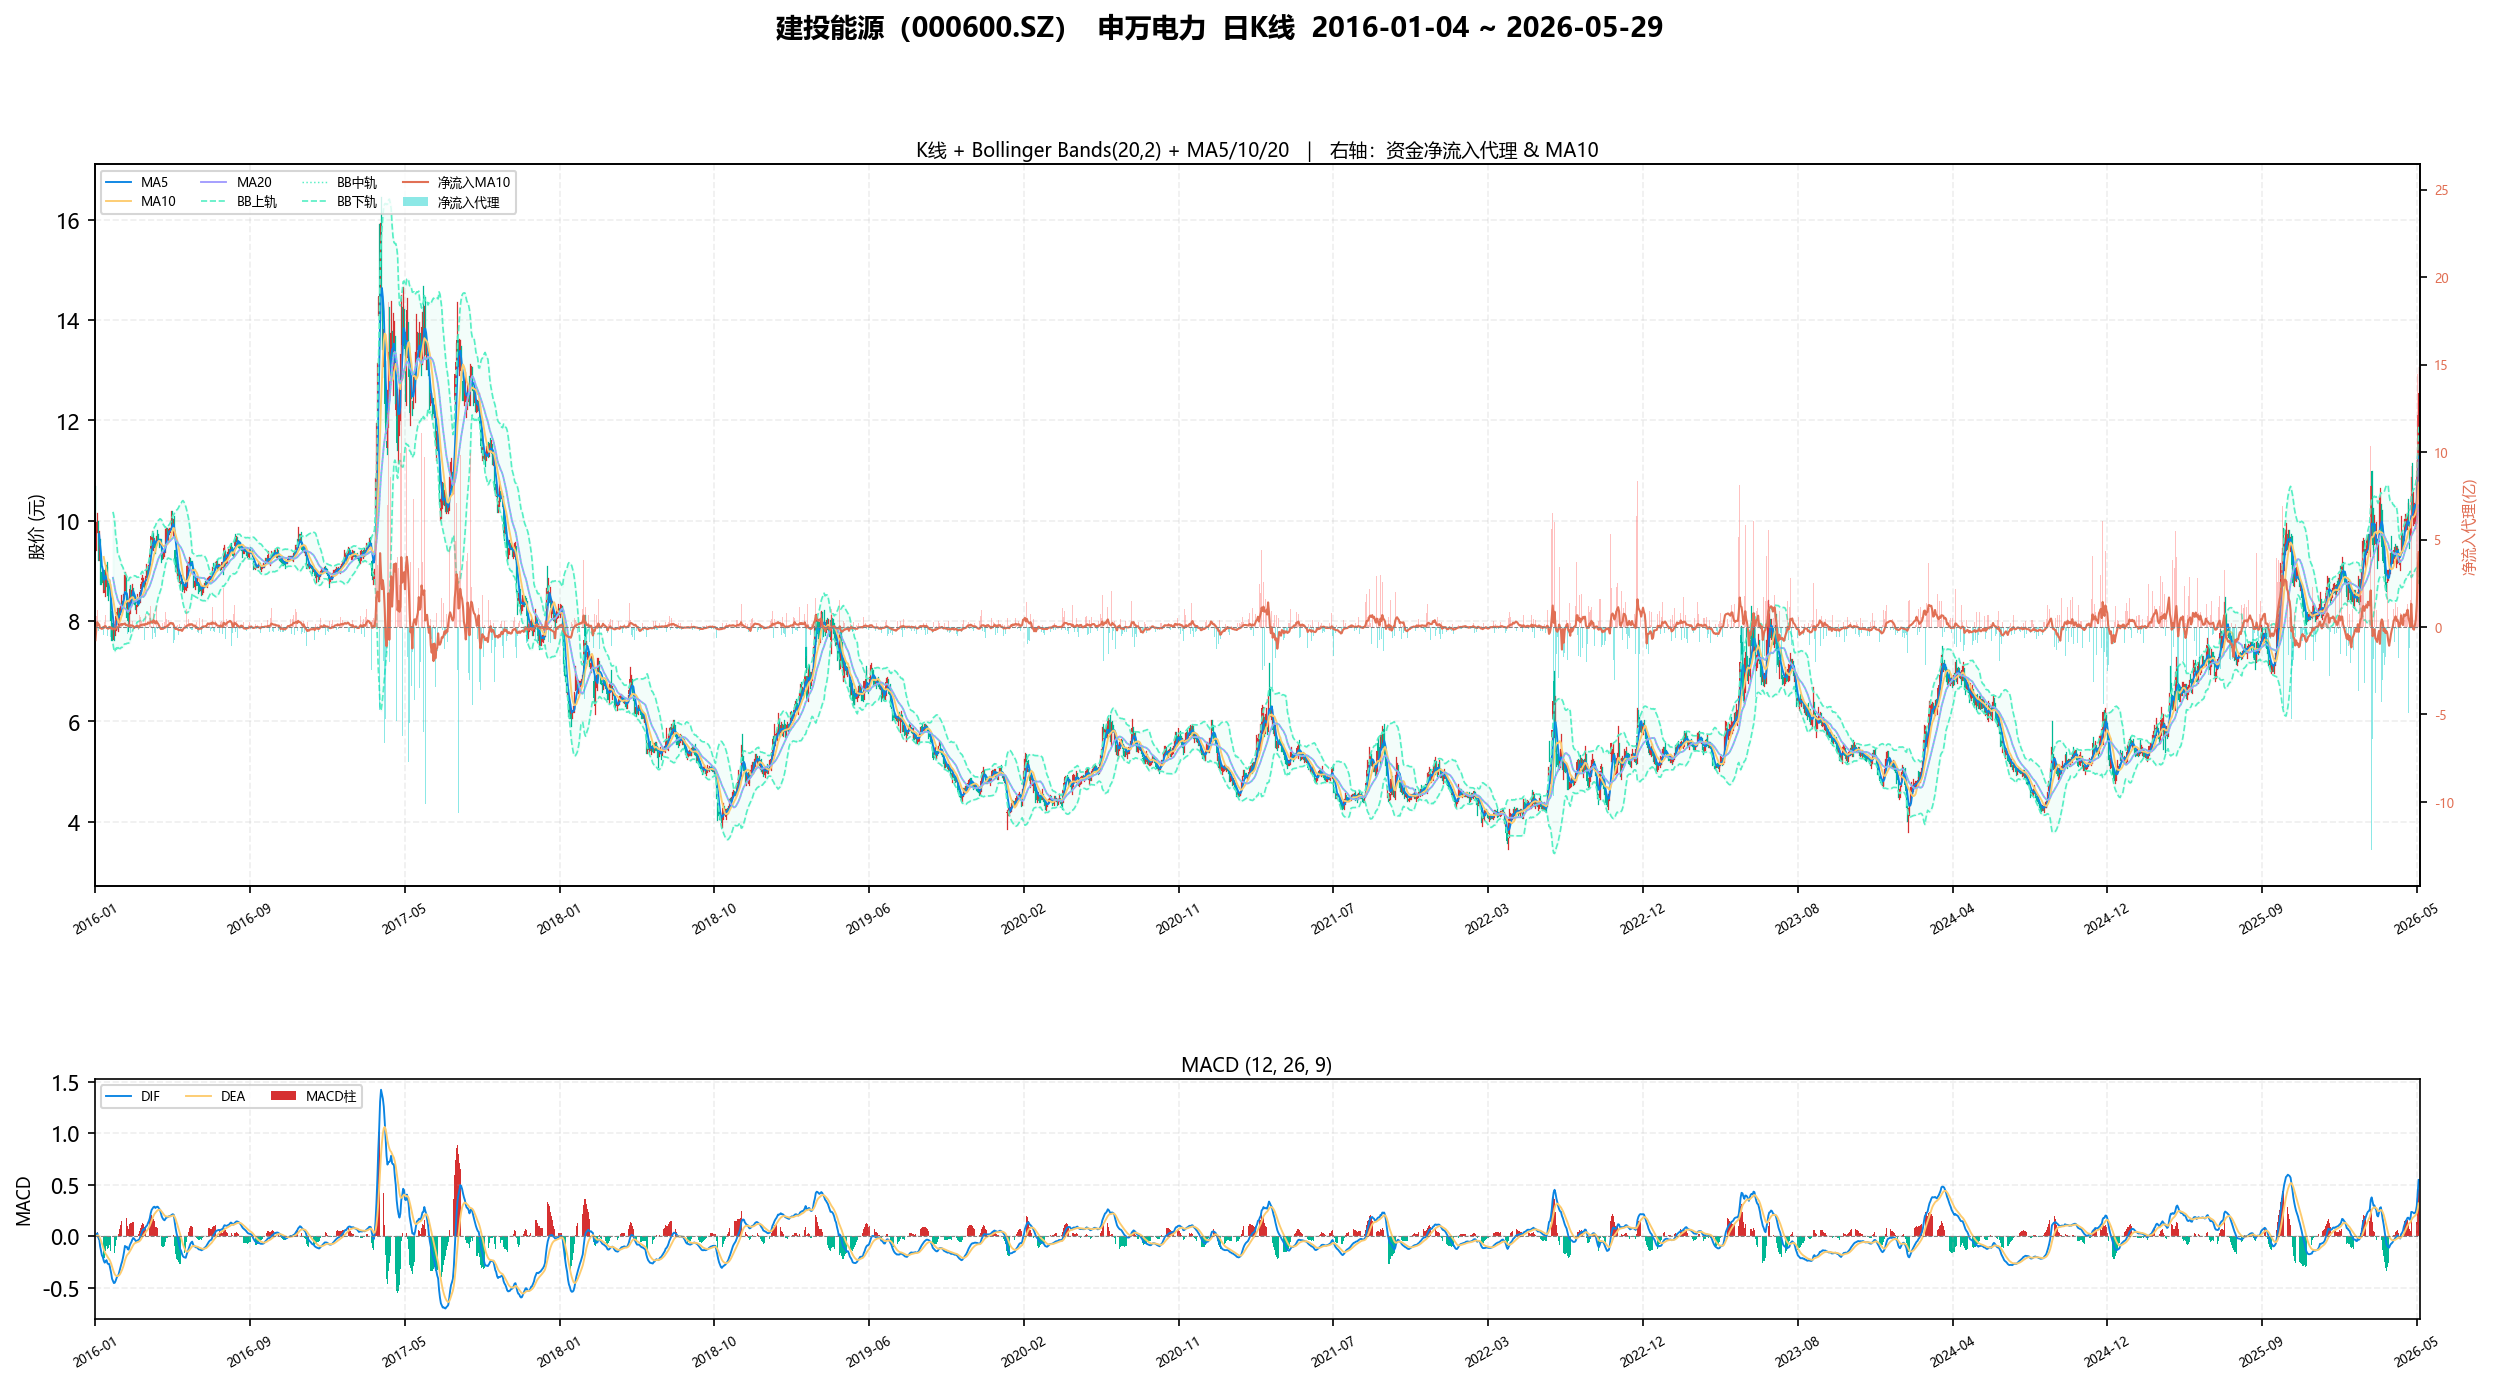 建投能源（000600.SZ） 申万电力 日K线 2016-01-04 ~ 2026-05-29
K线 + Bollinger Bands(20,2) + MA5/10/20 | 右轴：资金净流入代理 & MA10
MA5 MA20 BB中轨 净流入MA10
MA10 BB上轨 BB下轨 净流入代理
16
14
12
10
8
6
4
股价 (元)
25
20
15
10
5
0
-5
-10
净流入代理(亿)
2016-01 2016-09 2017-05 2018-01 2018-10 2019-06 2020-02 2020-11 2021-07 2022-03 2022-12 2023-08 2024-04 2024-12 2025-09 2026-05
MACD (12, 26, 9)
DIF DEA MACD柱
1.5
1.0
0.5
0.0
-0.5
MACD
2016-01 2016-09 2017-05 2018-01 2018-10 2019-06 2020-02 2020-11 2021-07 2022-03 2022-12 2023-08 2024-04 2024-12 2025-09 2026-05